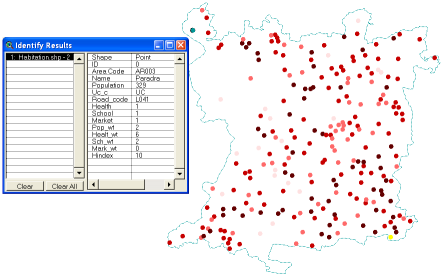 Identify Results
1: Habitation.shp - 2
Shape Point
ID 0
Area Code AR003
Name Paradra
Population 329
Uc_c UC
Road_code L041
Health 1
School 1
Market 1
Pop_wt 2
Healt_wt 6
Sch_wt 2
Mark_wt 0
Hindex 10
Clear Clear All